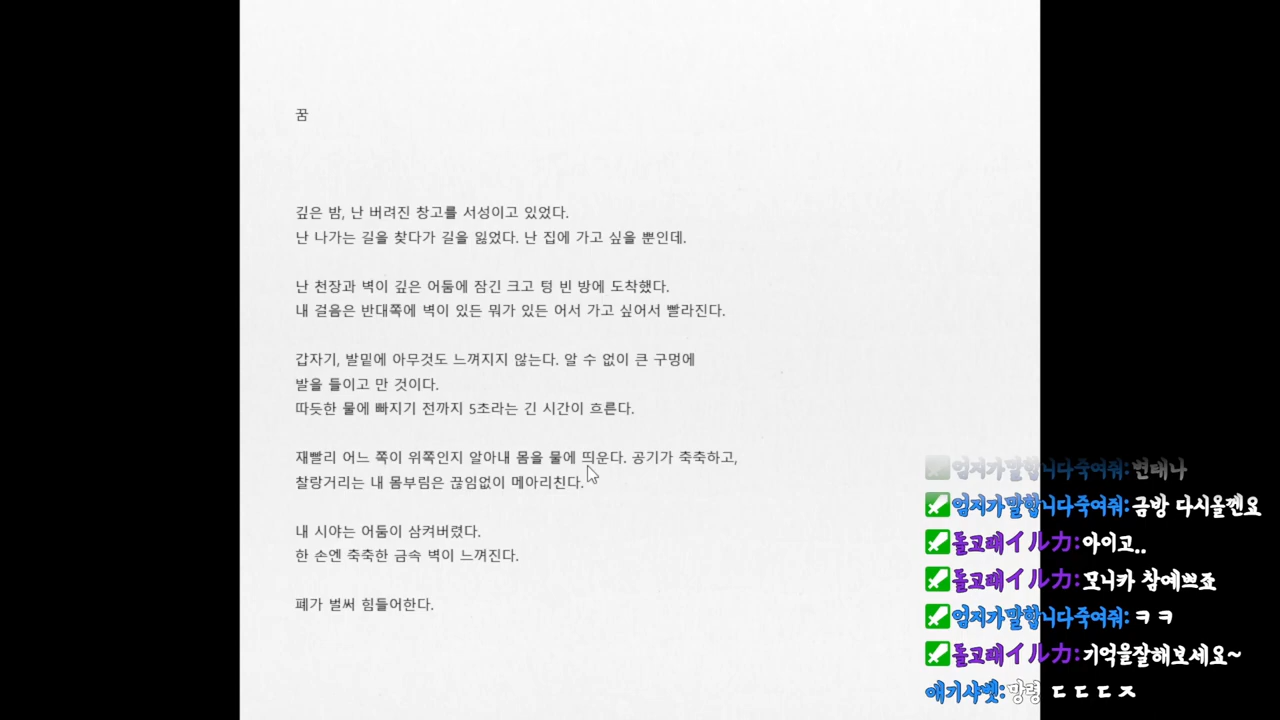 꿈
깊은 밤, 난 버려진 창고를 서성이고 있었다.
난 나가는 길을 찾다가 길을 잃었다. 난 집에 가고 싶을 뿐인데.
난 천장과 벽이 깊은 어둠에 잠긴 크고 텅 빈 방에 도착했다.
내 걸음은 반대쪽에 벽이 있든 뭐가 있든 어서 가고 싶어서 빨라진다.
갑자기, 발밑에 아무것도 느껴지지 않는다. 알 수 없이 큰 구멍에
발을 들이고 만 것이다.
따듯한 물에 빠지기 전까지 5초라는 긴 시간이 흐른다.
재빨리 어느 쪽이 위쪽인지 알아내 몸을 물에 띄운다. 공기가 축축하고,
찰랑거리는 내 몸부림은 끊임없이 메아리친다.
내 시야는 어둠이 삼켜버렸다.
한 손엔 축축한 금속 벽이 느껴진다.
폐가 벌써 힘들어한다.
엄지가말합니다죽여줘: 변태나
엄지가말합니다죽여줘: 금방 다시올껜요
돌고래イルカ: 아이고..
돌고래イルカ: 모니카 참예쁘죠
엄지가말합니다죽여줘: ㅋㅋ
돌고래イルカ: 기억을잘해보세요~
애기샤벳: 망령 ㄷㄷㄷㅈ